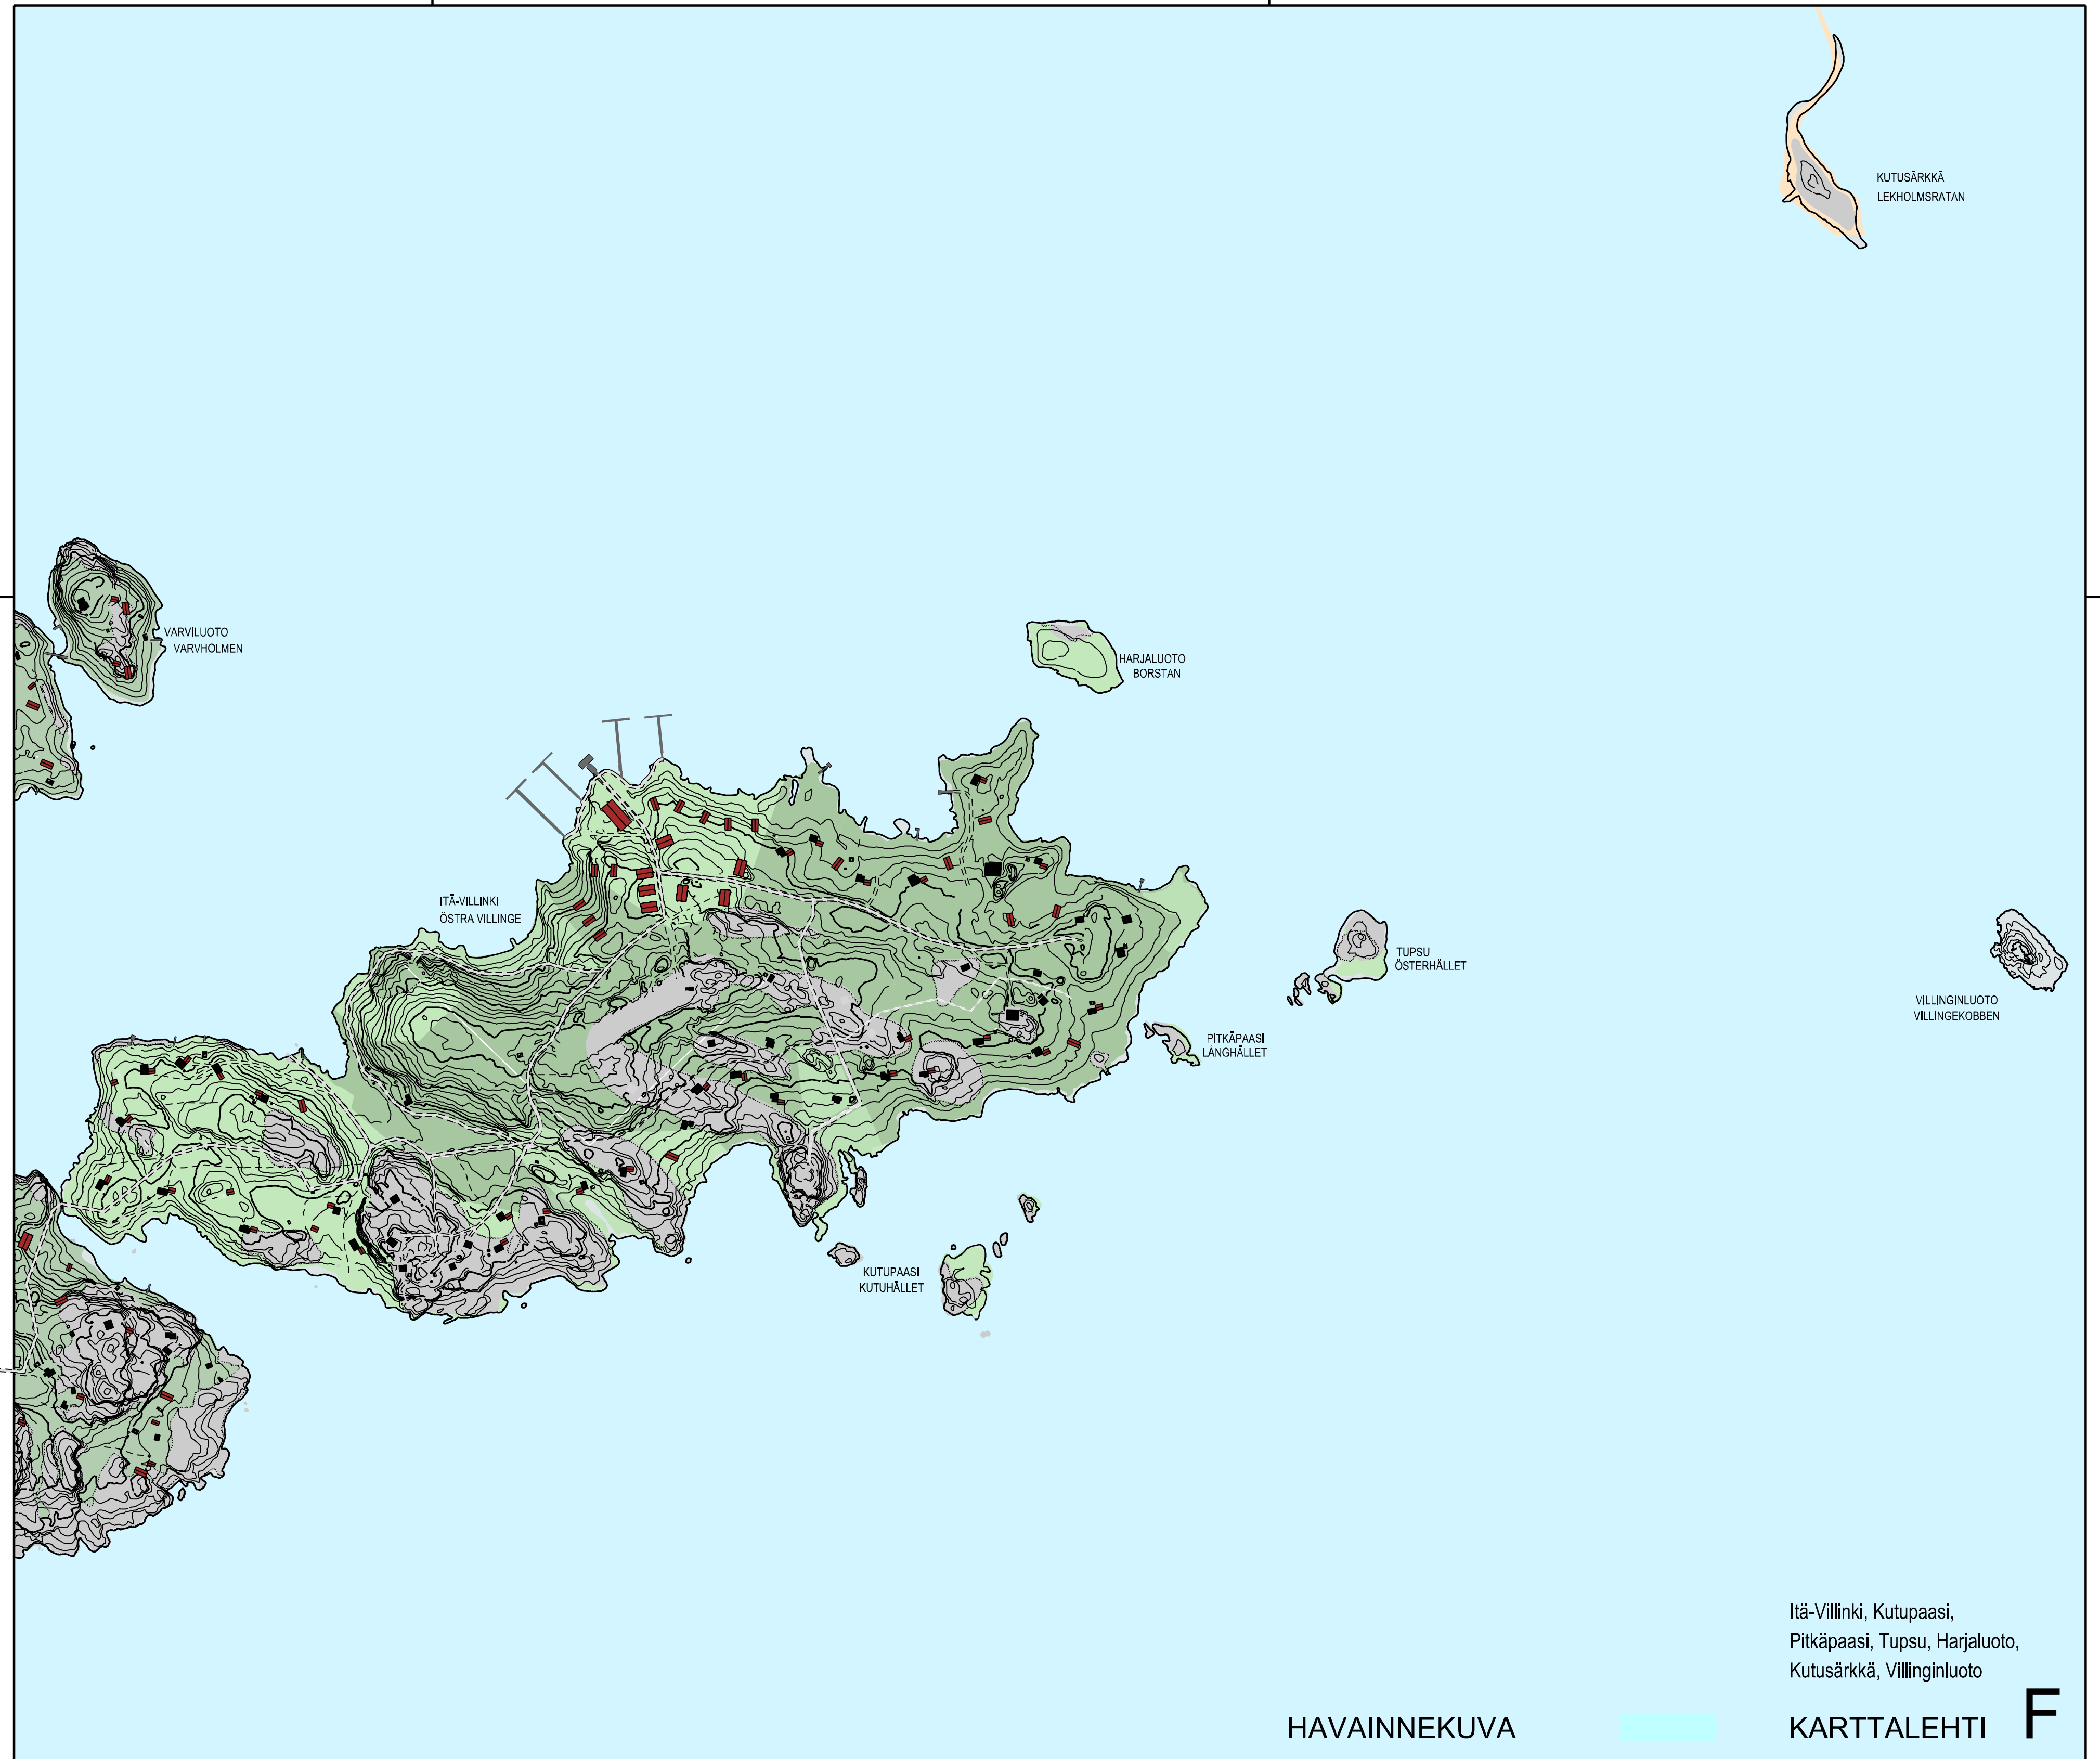 KUTUSÄRKKÄ
LEKHOLMSRATAN
VARVILUOTO
VARVHOLMEN
HARJALUOTO
BORSTAN
ITÄ-VILLINKI
ÖSTRA VILLINGE
TUPSU
ÖSTERHÄLLET
VILLINGINLUOTO
VILLINGEKOBBEN
PITKÄPAASI
LÅNGHÄLLET
KUTUPAASI
KUTUHÄLLET
Itä-Villinki, Kutupaasi,
Pitkäpaasi, Tupsu, Harjaluoto,
Kutusärkkä, Villinginluoto
HAVAINNEKUVA
KARTTALEHTI F